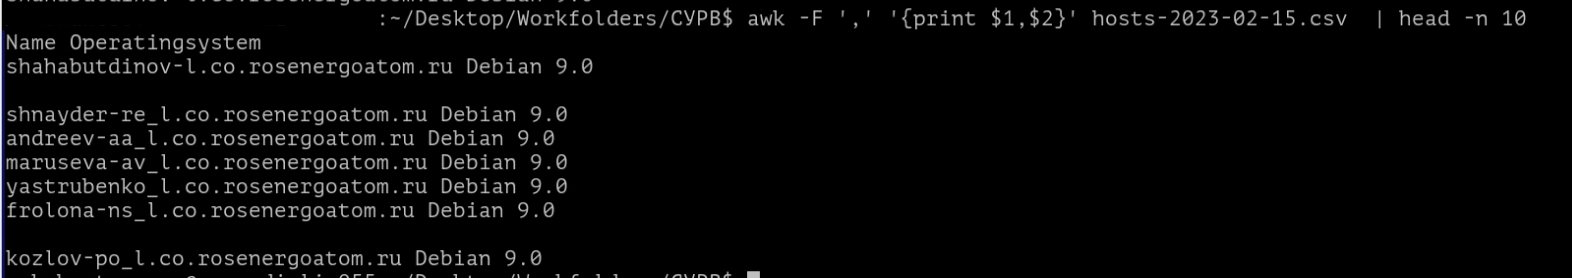 :~/Desktop/Workfolders/СУРВ$ awk -F ',' '{print $1,$2}' hosts-2023-02-15.csv | head -n 10
Name Operatingsystem
shahabutdinov-l.co.rosenergoatom.ru Debian 9.0
shnayder-re_l.co.rosenergoatom.ru Debian 9.0
andreev-aa_l.co.rosenergoatom.ru Debian 9.0
maruseva-av_l.co.rosenergoatom.ru Debian 9.0
yastrubenko_l.co.rosenergoatom.ru Debian 9.0
frolona-ns_l.co.rosenergoatom.ru Debian 9.0
kozlov-po_l.co.rosenergoatom.ru Debian 9.0